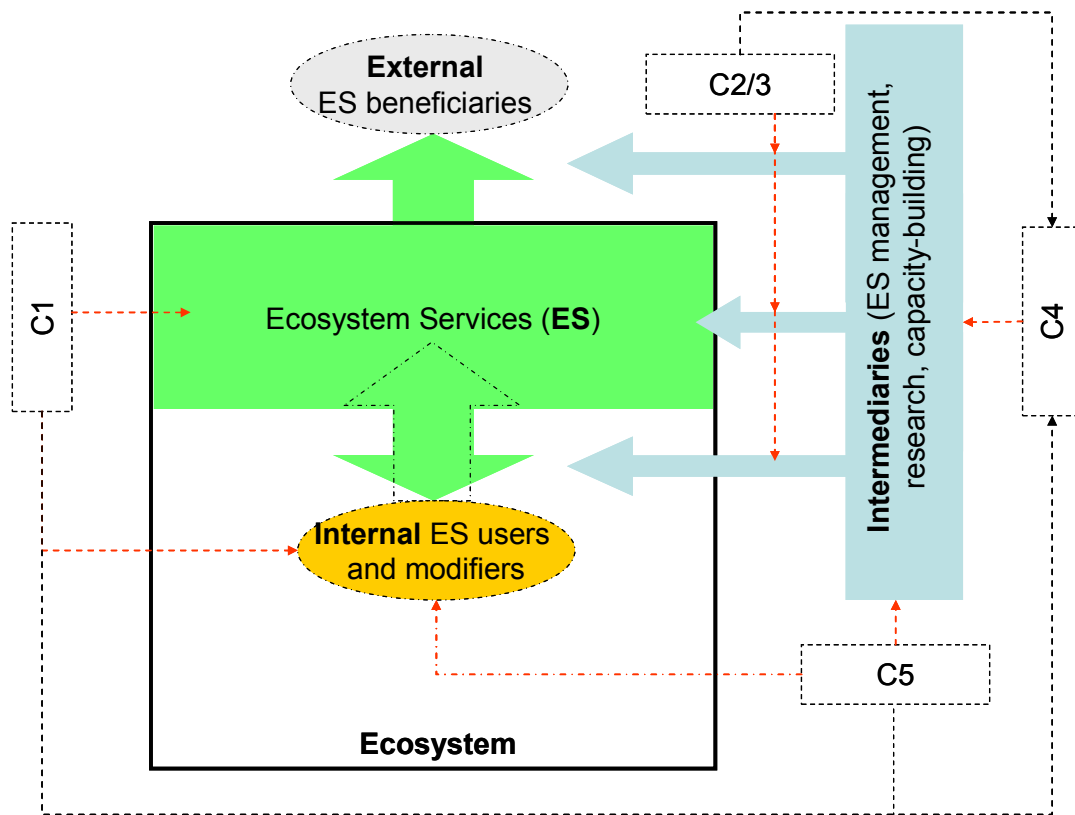 External
ES beneficiaries
C2/3
Intermediaries (ES management,
research, capacity-building)
C1
Ecosystem Services (ES)
C4
Internal ES users
and modifiers
C5
Ecosystem